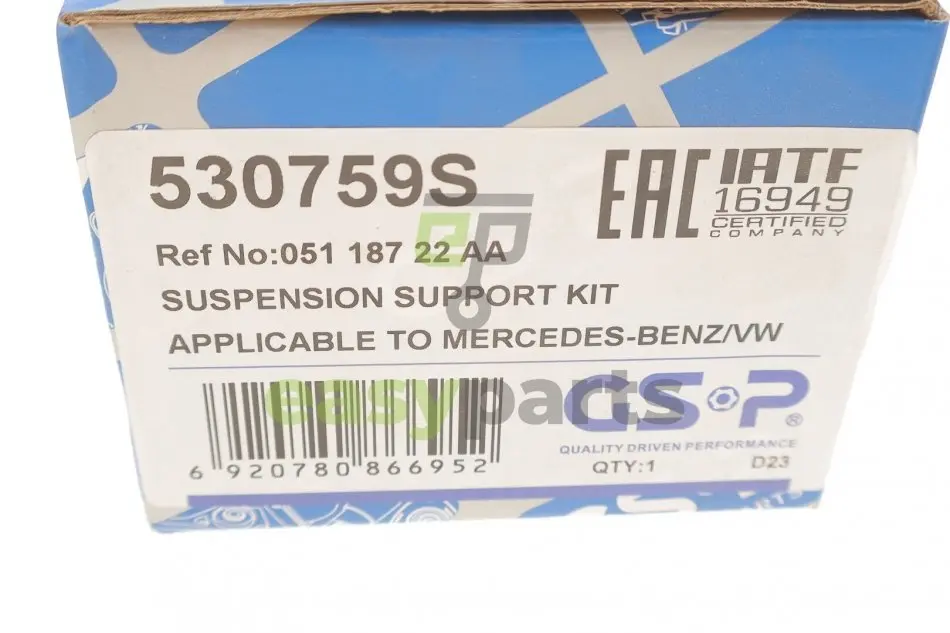 530759S
EAC
IATF
16949
CERTIFIED
COMPANY
Ref No:051 187 22 AA
SUSPENSION SUPPORT KIT
APPLICABLE TO MERCEDES-BENZ/VW
easyparts
GSP®
QUALITY DRIVEN PERFORMANCE
6 920780 866952
QTY:1
D23